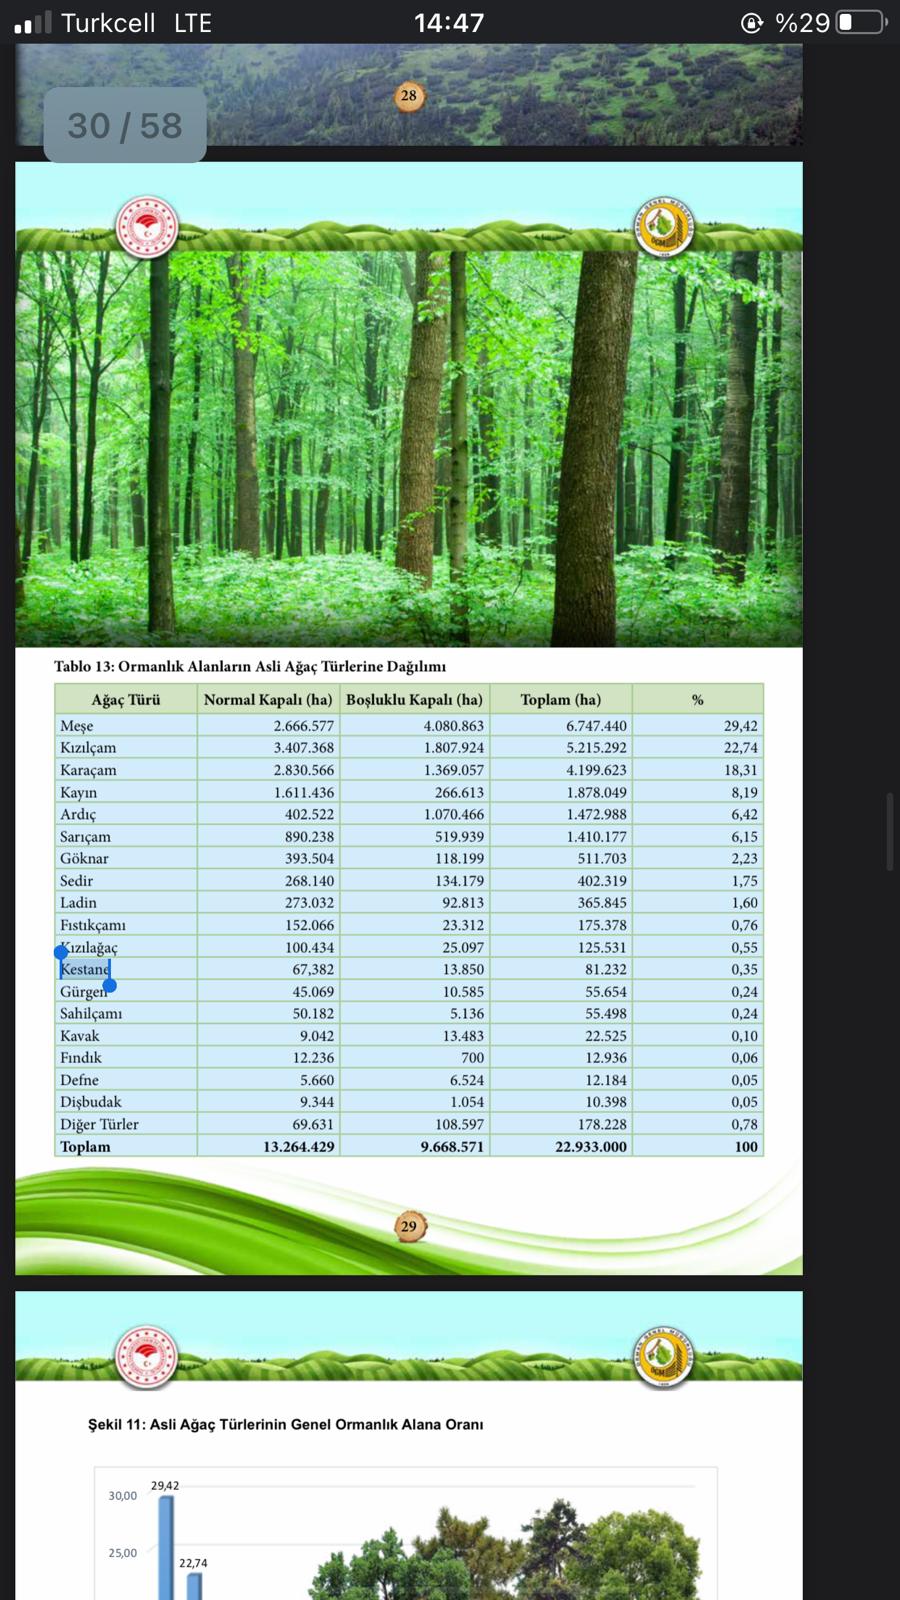 Turkcell LTE 14:47 %29
28
30 / 58
Tablo 13: Ormanlık Alanların Asli Ağaç Türlerine Dağılımı
Ağaç Türü Normal Kapalı (ha) Boşluklu Kapalı (ha) Toplam (ha) %
Meşe 2.666.577 4.080.863 6.747.440 29,42
Kızılçam 3.407.368 1.807.924 5.215.292 22,74
Karaçam 2.830.566 1.369.057 4.199.623 18,31
Kayın 1.611.436 266.613 1.878.049 8,19
Ardıç 402.522 1.070.466 1.472.988 6,42
Sarıçam 890.238 519.939 1.410.177 6,15
Göknar 393.504 118.199 511.703 2,23
Sedir 268.140 134.179 402.319 1,75
Ladin 273.032 92.813 365.845 1,60
Fıstıkçamı 152.066 23.312 175.378 0,76
Kızılağaç 100.434 25.097 125.531 0,55
Kestane 67,382 13.850 81.232 0,35
Gürgen 45.069 10.585 55.654 0,24
Sahilçamı 50.182 5.136 55.498 0,24
Kavak 9.042 13.483 22.525 0,10
Fındık 12.236 700 12.936 0,06
Defne 5.660 6.524 12.184 0,05
Dişbudak 9.344 1.054 10.398 0,05
Diğer Türler 69.631 108.597 178.228 0,78
Toplam 13.264.429 9.668.571 22.933.000 100
29
Şekil 11: Asli Ağaç Türlerinin Genel Ormanlık Alana Oranı
29,42
30,00
25,00
22,74